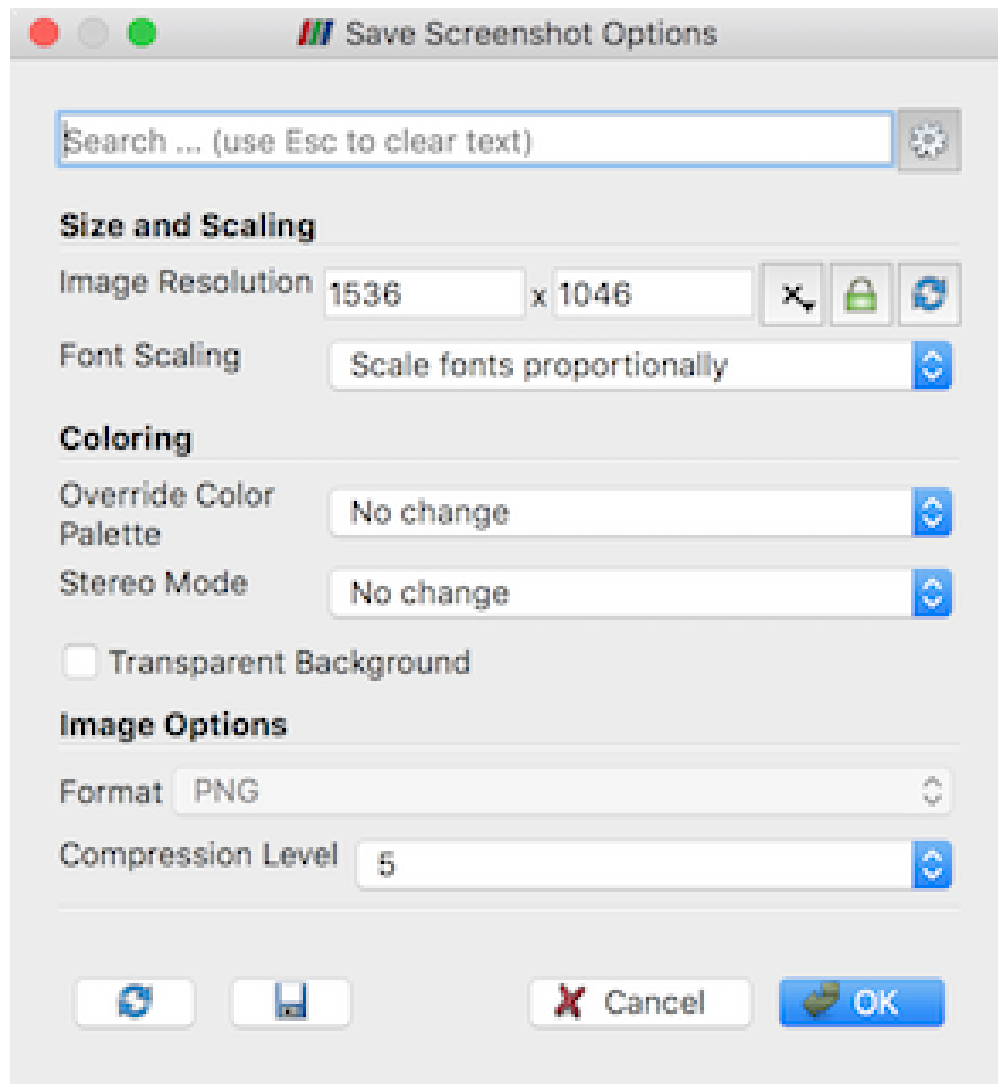 Save Screenshot Options
Search ... (use Esc to clear text)
Size and Scaling
Image Resolution 1536 x 1046
Font Scaling Scale fonts proportionally
Coloring
Override Color
Palette No change
Stereo Mode No change
Transparent Background
Image Options
Format PNG
Compression Level 5
Cancel OK